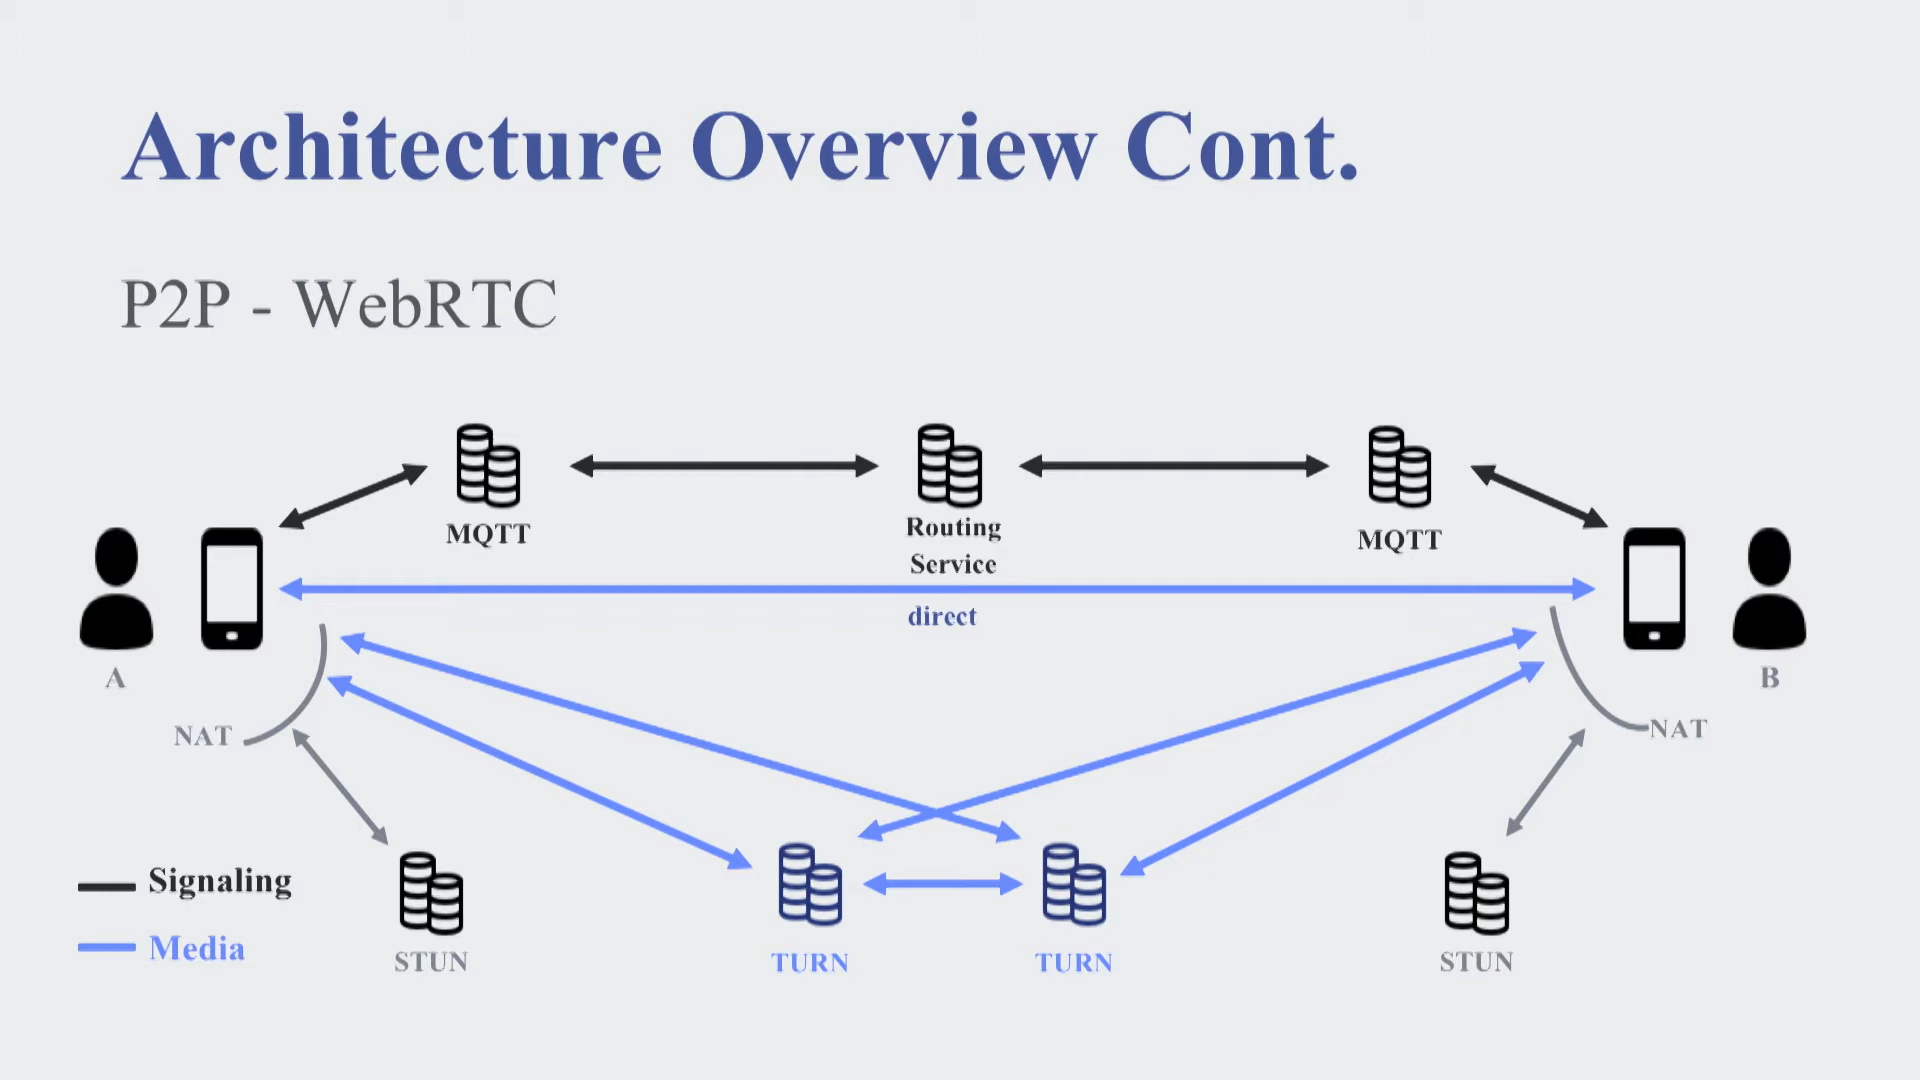 Architecture Overview Cont.
P2P - WebRTC
MQTT
Routing
Service
MQTT
direct
A
B
NAT
NAT
Signaling
Media
STUN
TURN
TURN
STUN